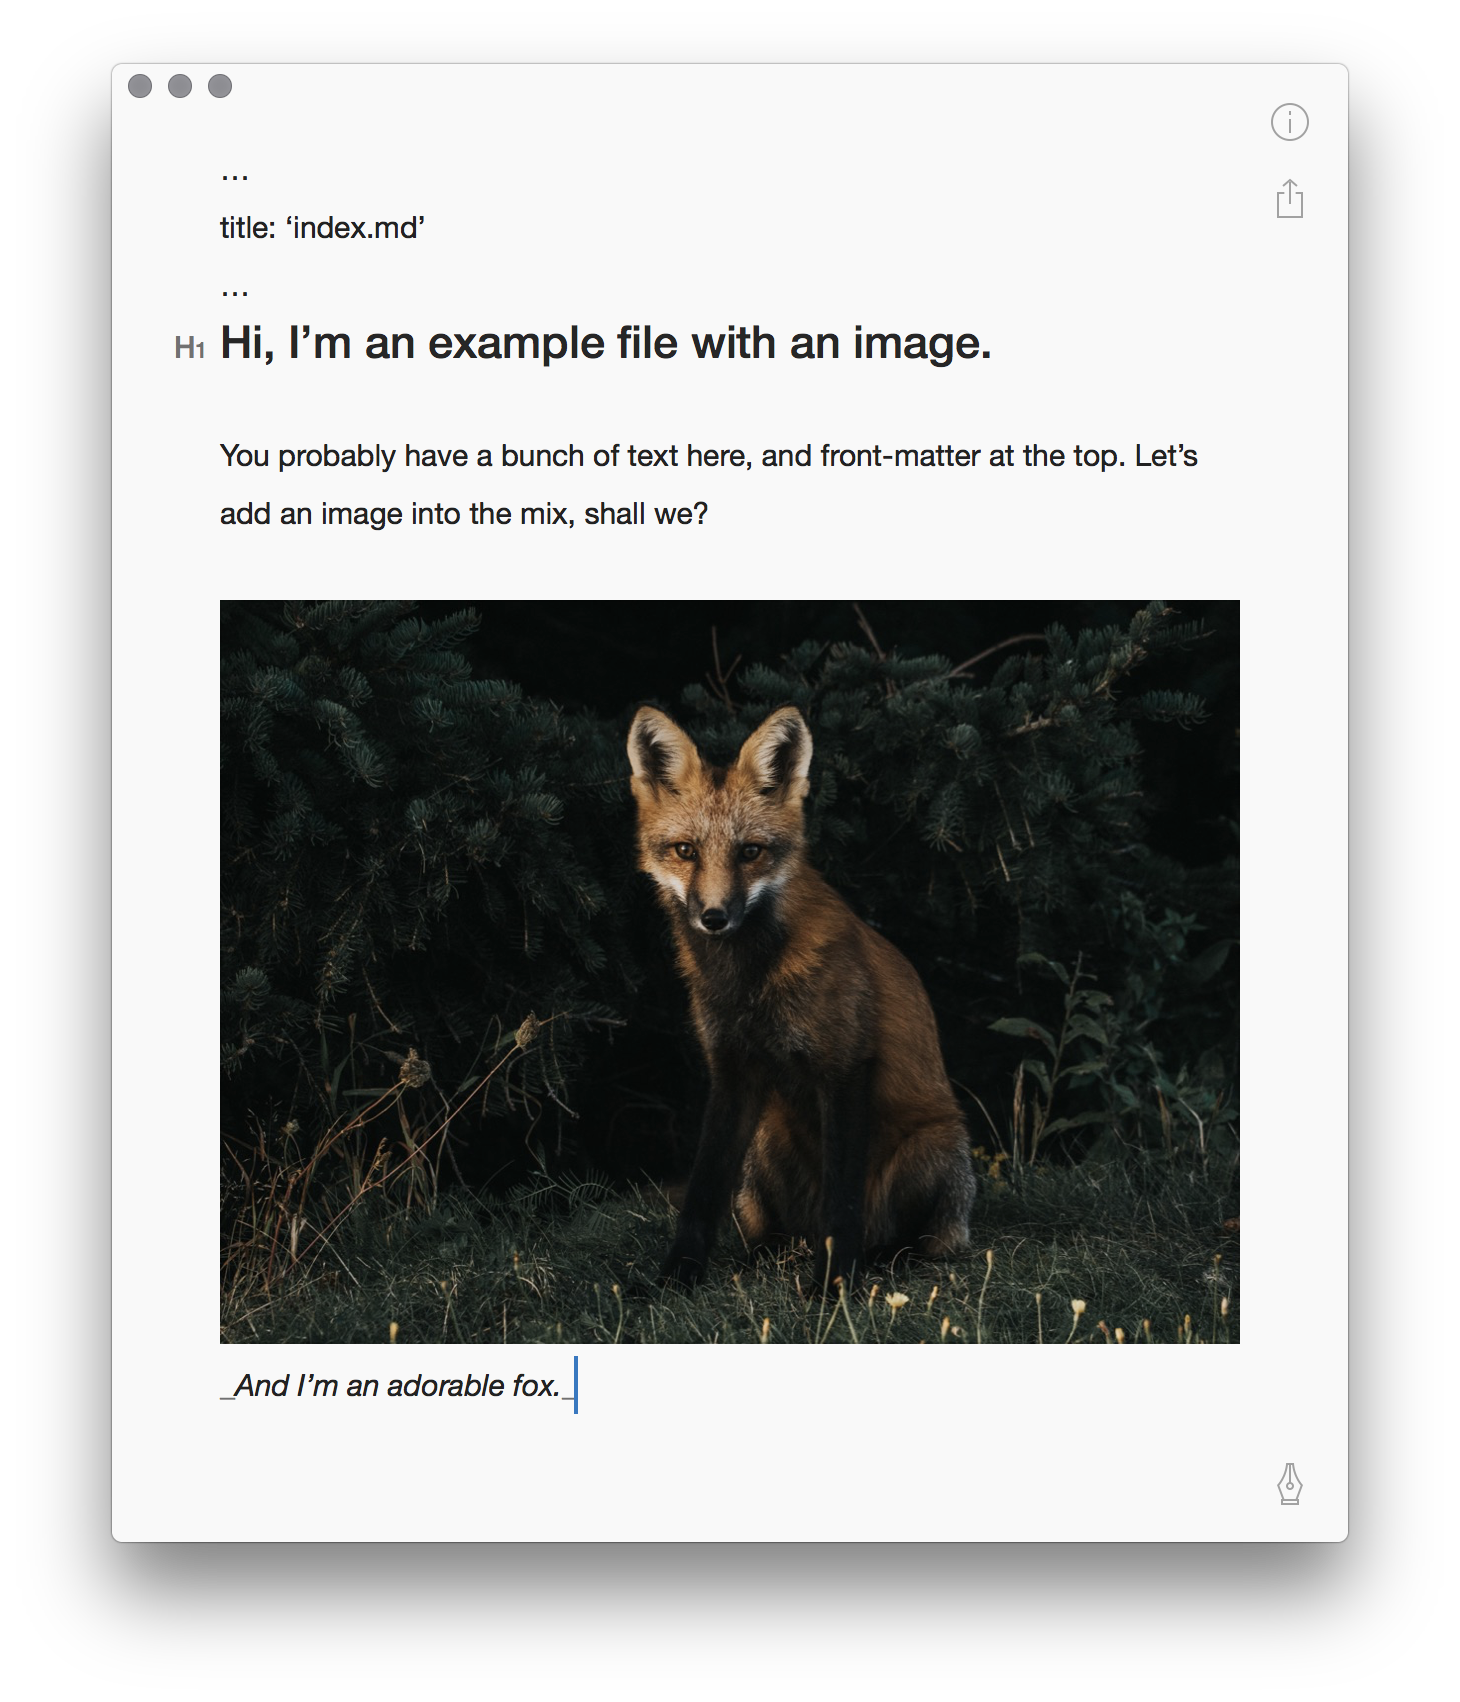 …
title: ‘index.md’
…
H1 Hi, I’m an example file with an image.
You probably have a bunch of text here, and front-matter at the top. Let’s
add an image into the mix, shall we?
_And I’m an adorable fox._